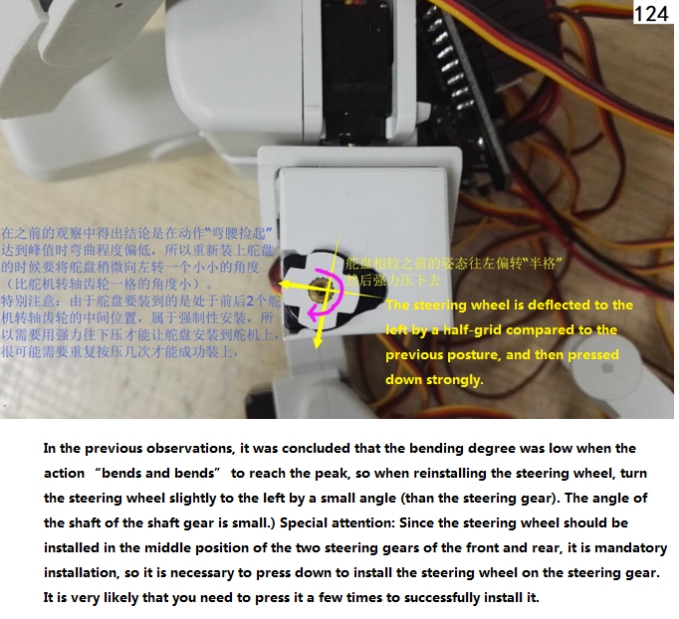 124
在之前的观察中得出结论是在动作“弯腰捡起”
达到峰值时弯曲程度偏低，所以重新装上舵盘
的时候要将舵盘稍微向左转一个小小的角度
（比舵机转轴齿轮一格的角度小）。
特别注意：由于舵盘要装到的是处于前后2个舵
机转轴齿轮的中间位置，属于强制性安装，所
以需要用强力往下压才能让舵盘安装到舵机上，
很可能需要重复按压几次才能成功装上，
舵盘相较之前的姿态往左偏转“半格”
然后强力压下去
The steering wheel is deflected to the
left by a half-grid compared to the
previous posture, and then pressed
down strongly.
In the previous observations, it was concluded that the bending degree was low when the
action “bends and bends” to reach the peak, so when reinstalling the steering wheel, turn
the steering wheel slightly to the left by a small angle (than the steering gear). The angle of
the shaft of the shaft gear is small.) Special attention: Since the steering wheel should be
installed in the middle position of the two steering gears of the front and rear, it is mandatory
installation, so it is necessary to press down to install the steering wheel on the steering gear.
It is very likely that you need to press it a few times to successfully install it.